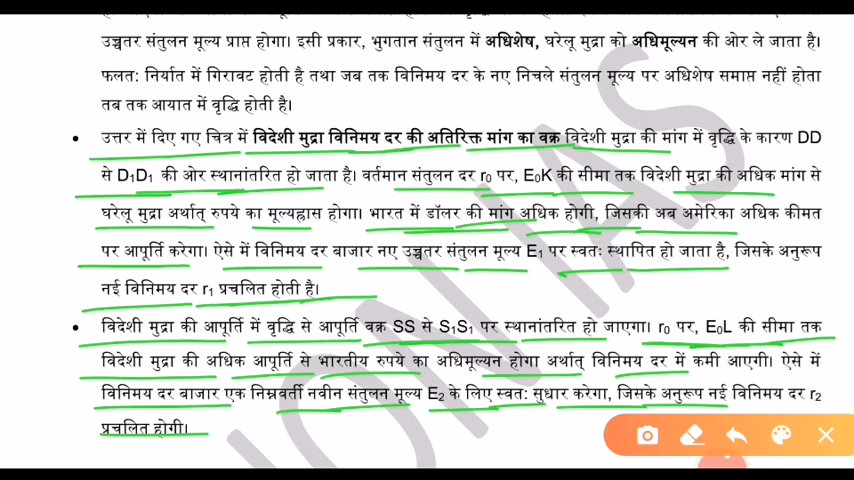 उच्चतर संतुलन मूल्य प्राप्त होगा। इसी प्रकार, भुगतान संतुलन में अधिशेष, घरेलू मुद्रा को अधिमूल्यन की ओर ले जाता है।
फलत: निर्यात में गिरावट होती है तथा जब तक विनिमय दर के नए निचले संतुलन मूल्य पर अधिशेष समाप्त नहीं होता
तब तक आयात में वृद्धि होती है।
• उत्तर में दिए गए चित्र में विदेशी मुद्रा विनिमय दर की अतिरिक्त मांग का वक्र विदेशी मुद्रा की मांग में वृद्धि के कारण DD
से D₁D₁ की ओर स्थानांतरित हो जाता है। वर्तमान संतुलन दर r₀ पर, E₀K की सीमा तक विदेशी मुद्रा की अधिक मांग से
घरेलू मुद्रा अर्थात् रुपये का मूल्यह्रास होगा। भारत में डॉलर की मांग अधिक होगी, जिसकी अब अमेरिका अधिक कीमत
पर आपूर्ति करेगा। ऐसे में विनिमय दर बाजार नए उच्चतर संतुलन मूल्य E₁ पर स्वत: स्थापित हो जाता है, जिसके अनुरूप
नई विनिमय दर r₁ प्रचलित होती है।
• विदेशी मुद्रा की आपूर्ति में वृद्धि से आपूर्ति वक्र SS से S₁S₁ पर स्थानांतरित हो जाएगा। r₀ पर, E₀L की सीमा तक
विदेशी मुद्रा की अधिक आपूर्ति से भारतीय रुपये का अधिमूल्यन होगा अर्थात् विनिमय दर में कमी आएगी। ऐसे में
विनिमय दर बाजार एक निम्नवर्ती नवीन संतुलन मूल्य E₂ के लिए स्वत: सुधार करेगा, जिसके अनुरूप नई विनिमय दर r₂
प्रचलित होगी।
ION IAS